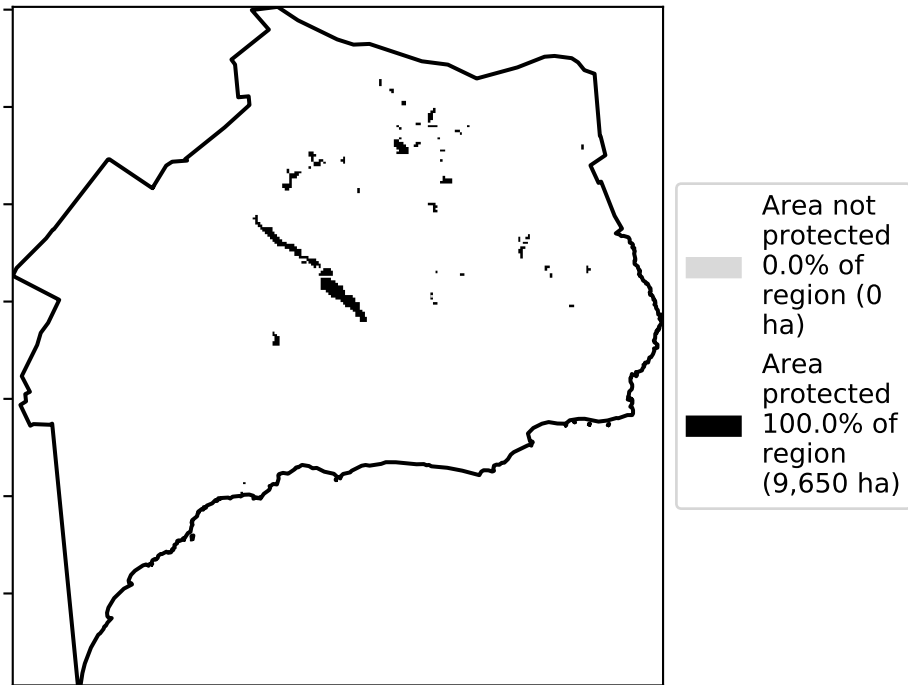 Area not
protected
0.0% of
region (0
ha)
Area
protected
100.0% of
region
(9,650 ha)